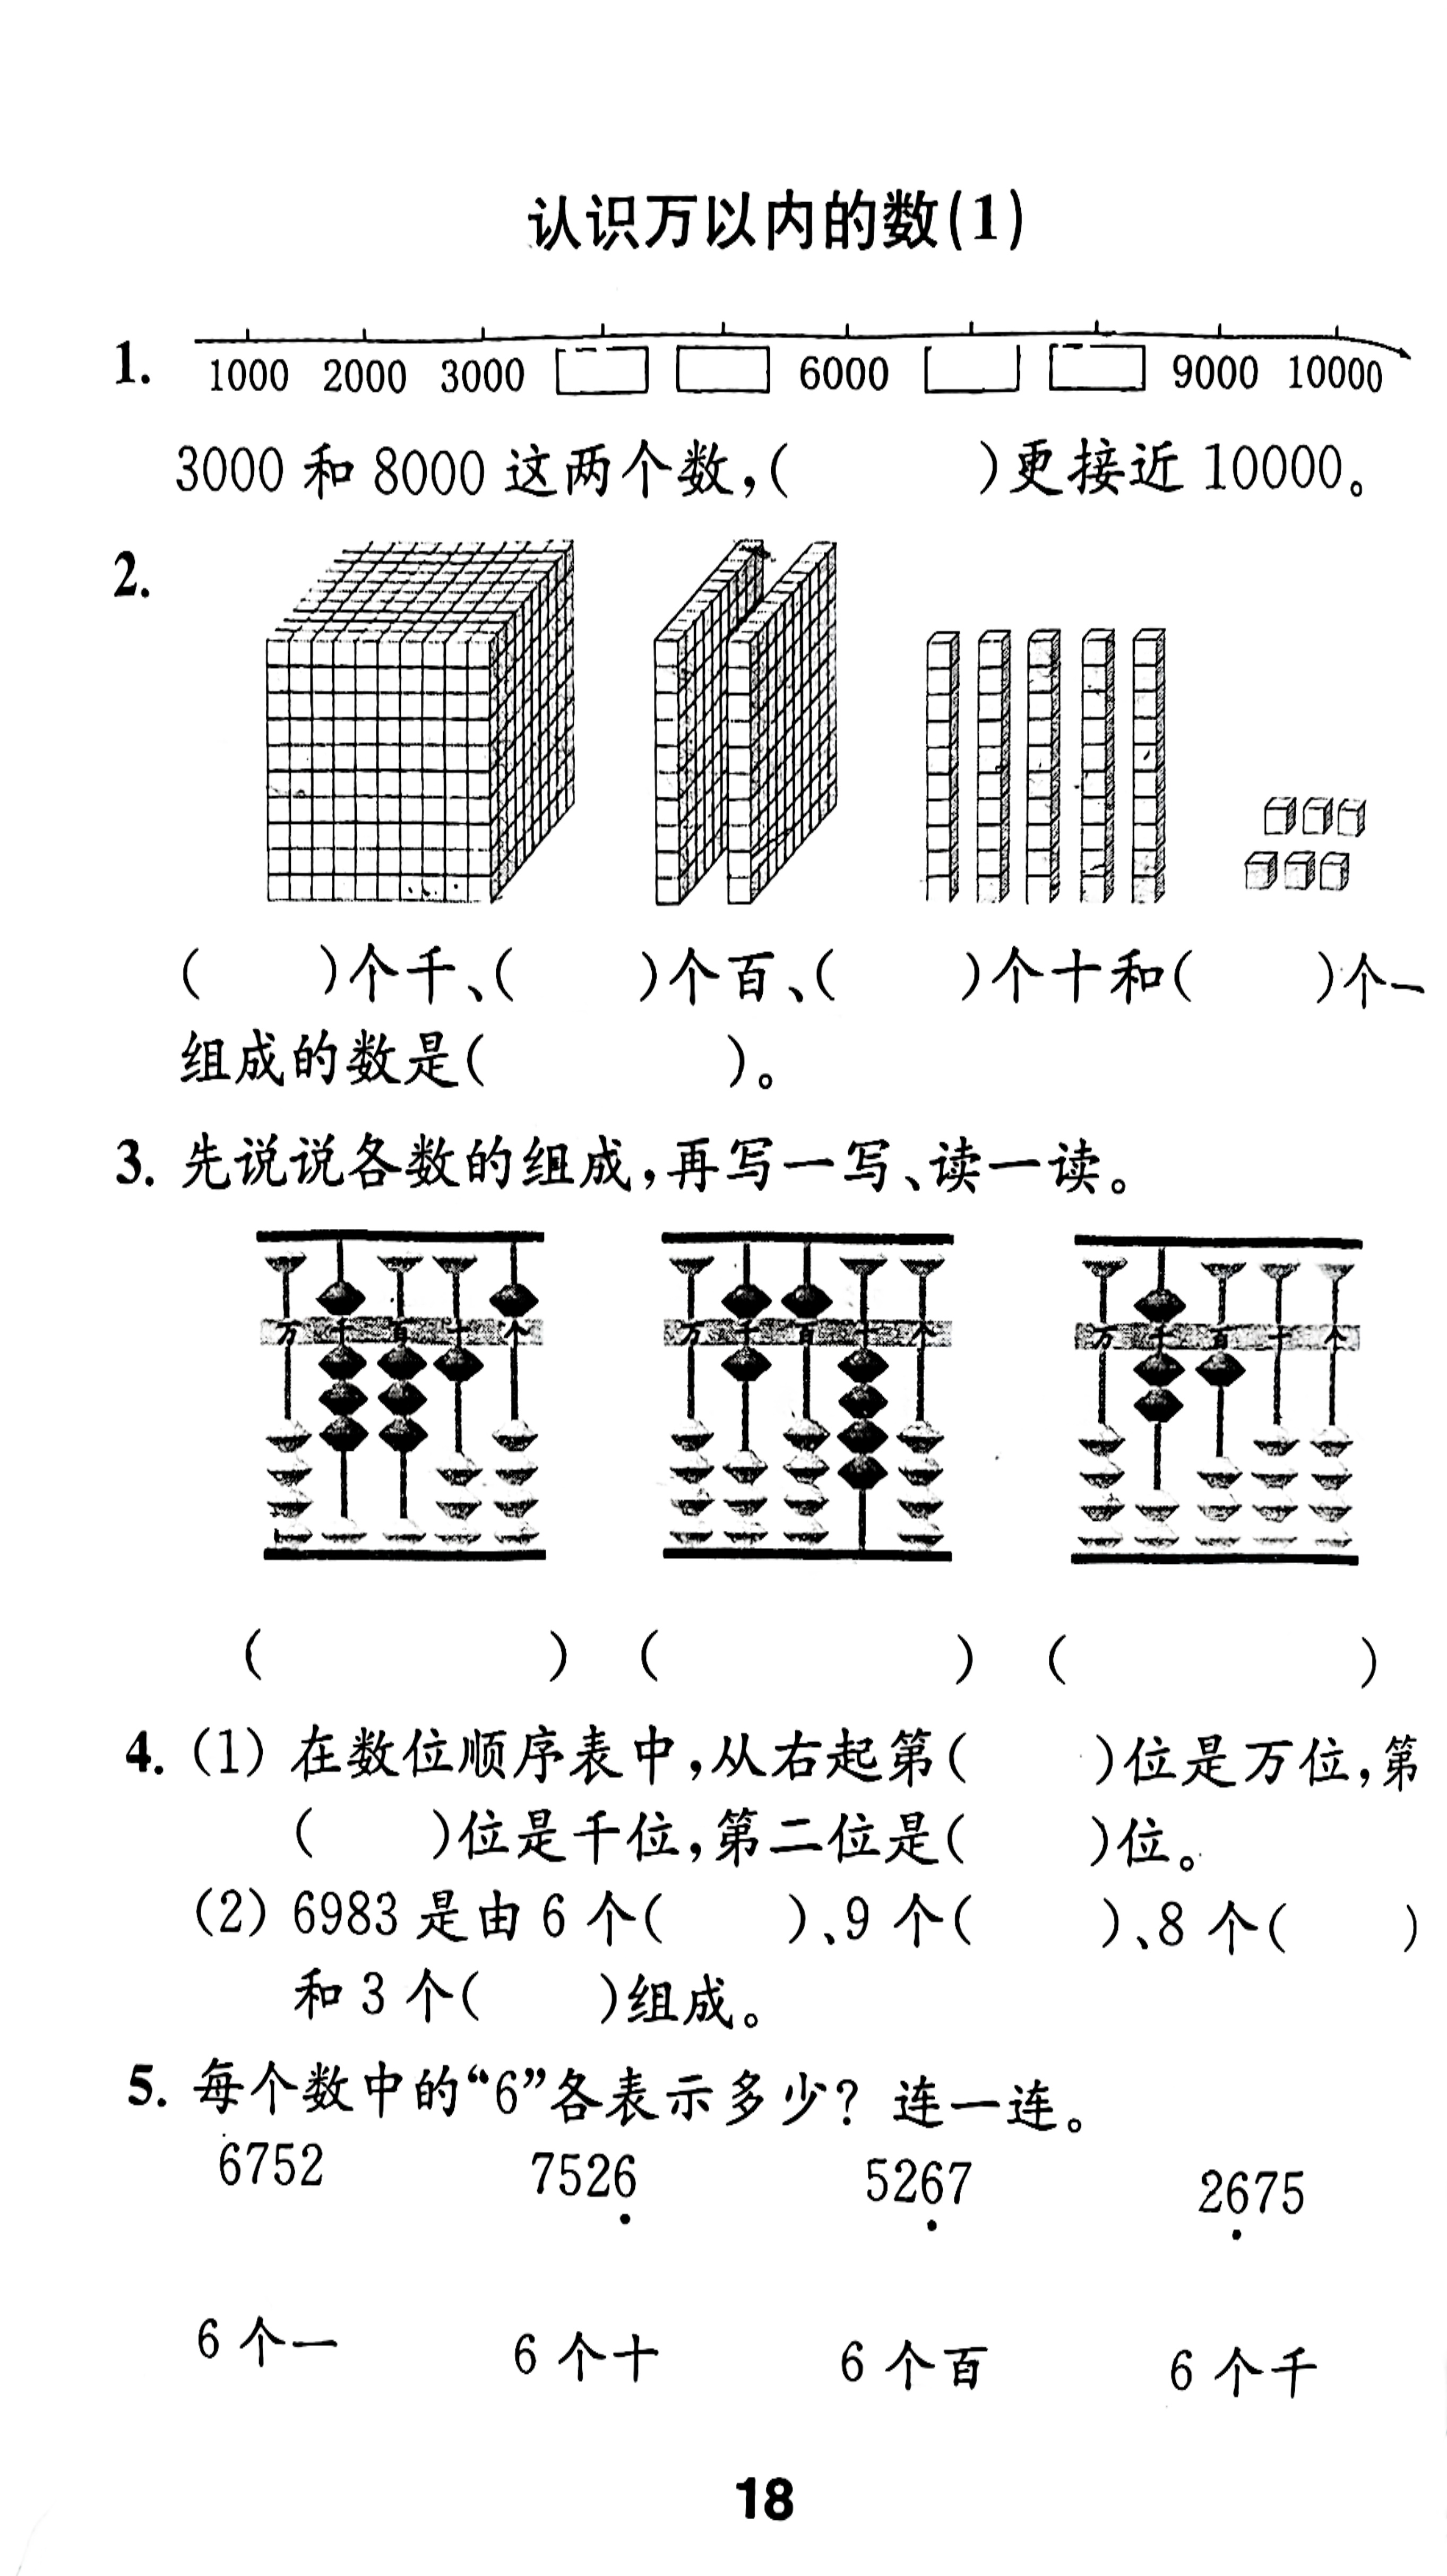 认识万以内的数(1)
1. 1000 2000 3000 6000 9000 10000
3000 和 8000 这两个数,( )更接近 10000。
2.
( )个千、( )个百、( )个十和( )个一
组成的数是( )。
3. 先说说各数的组成,再写一写、读一读。
万 千 百 十 个 万 千 百 十 个 万 千 百 十 个
( ) ( ) ( )
4. (1) 在数位顺序表中,从右起第( )位是万位,第
( )位是千位,第二位是( )位。
(2) 6983 是由 6 个( )、9 个( )、8 个( )
和 3 个( )组成。
5. 每个数中的“6”各表示多少? 连一连。
6752 7526 5267 2675
6 个一 6 个十 6 个百 6 个千
18